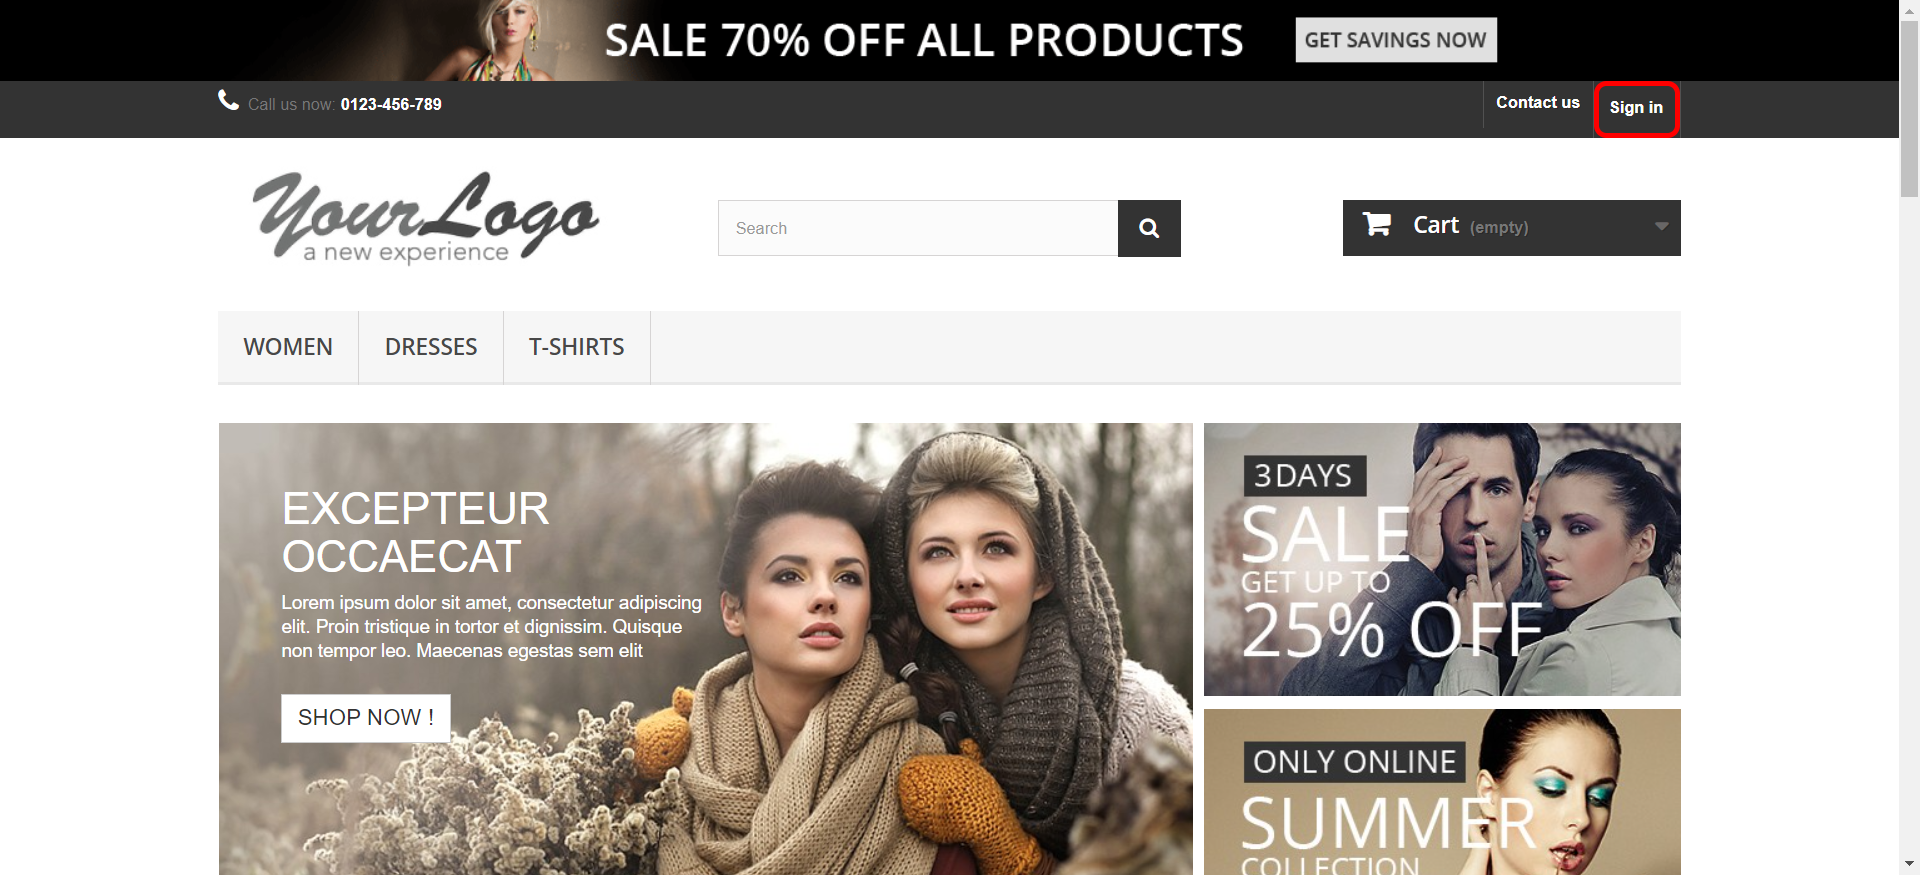 SALE 70% OFF ALL PRODUCTS
GET SAVINGS NOW
Call us now: 0123-456-789
Contact us
Sign in
Your Logo
a new experience
Search
Cart (empty)
WOMEN
DRESSES
T-SHIRTS
EXCEPTEUR
OCCAECAT
Lorem ipsum dolor sit amet, consectetur adipiscing
elit. Proin tristique in tortor et dignissim. Quisque
non tempor leo. Maecenas egestas sem elit
SHOP NOW !
3 DAYS
SALE
GET UP TO
25% OFF
ONLY ONLINE
SUMMER
COLLECTION